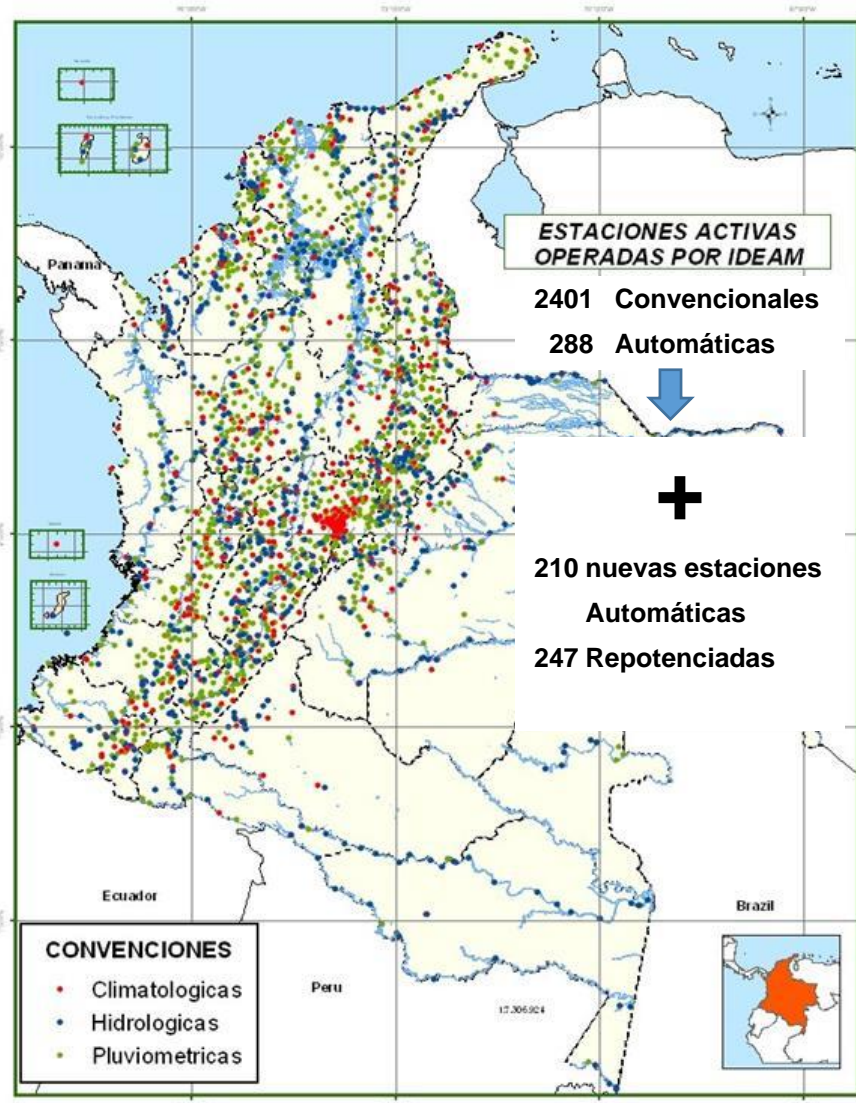 ESTACIONES ACTIVAS
OPERADAS POR IDEAM
2401 Convencionales
288 Automáticas
+
210 nuevas estaciones
Automáticas
247 Repotenciadas
Panamá
Ecuador
Peru
Brazil
CONVENCIONES
Climatologicas
Hidrologicas
Pluviometricas